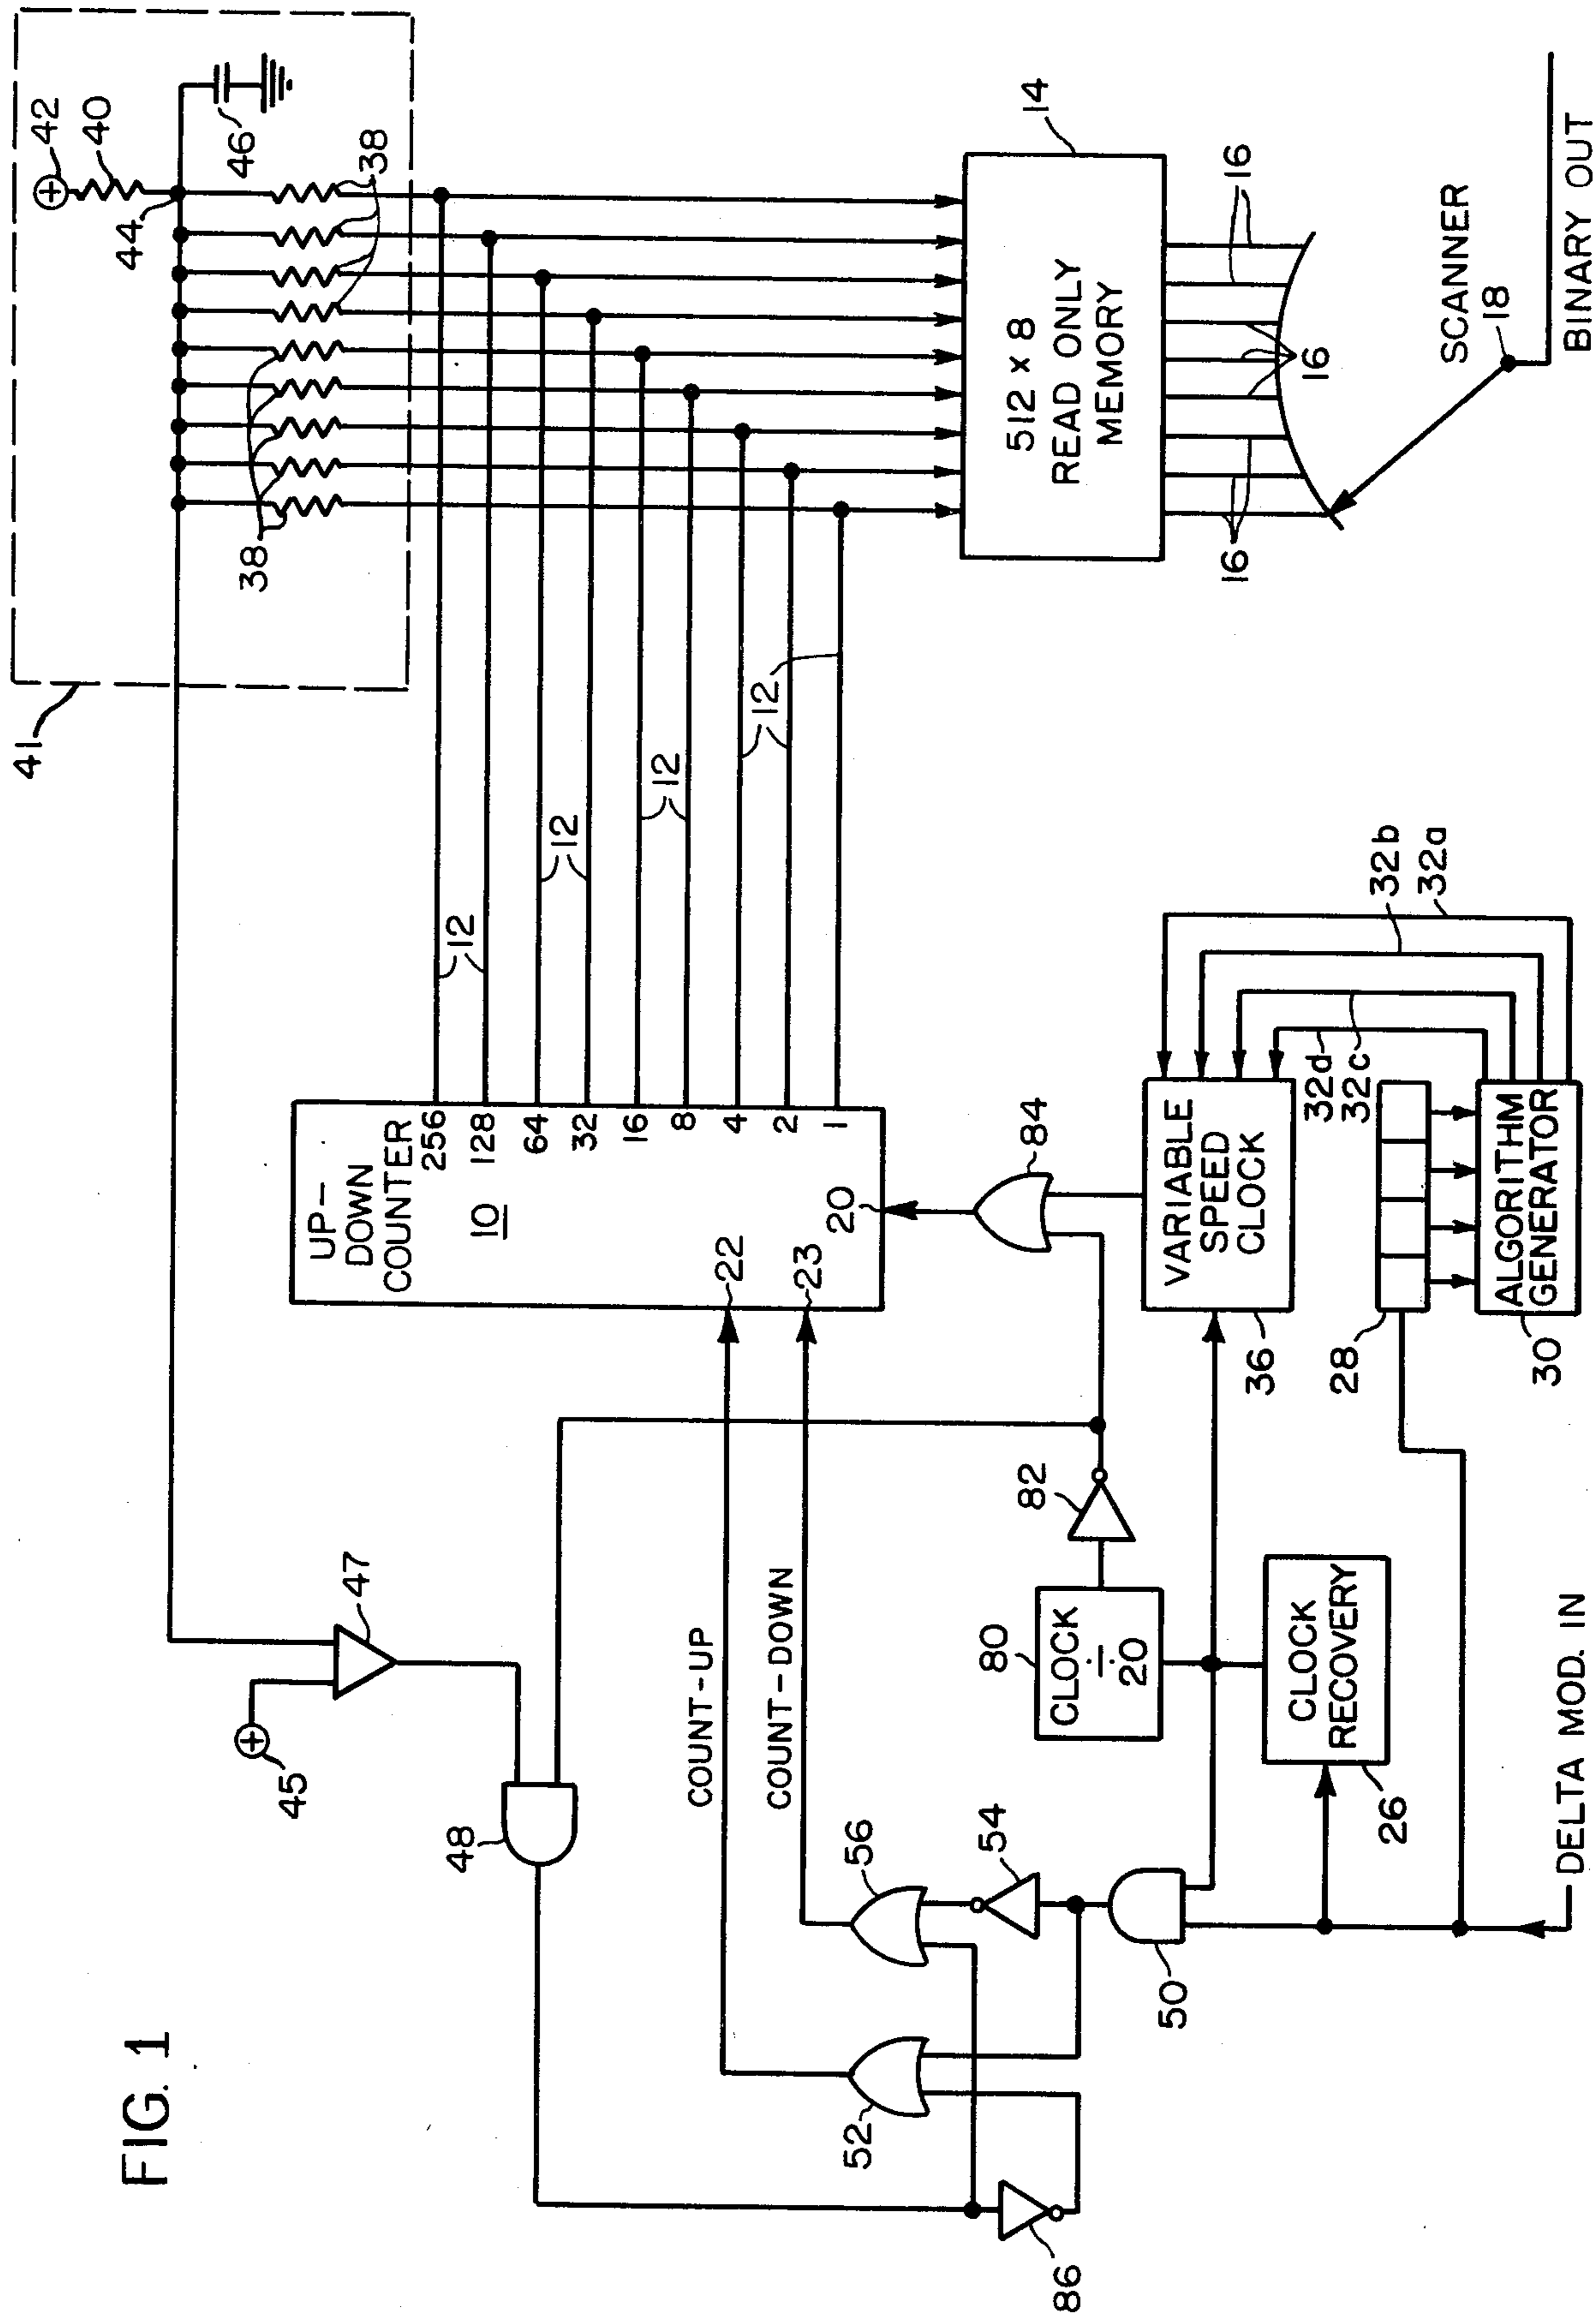 FIG. 1
41
42
40
44
46
38
38
45
47
48
UP-
DOWN
COUNTER
10
256
128
64
32
16
8
4
2
1
22
23
20
12
12
12
12
COUNT-UP
COUNT-DOWN
14
512 x 8
READ ONLY
MEMORY
16
16
16
SCANNER
18
BINARY OUT
84
82
80
CLOCK
÷
20
VARIABLE
SPEED
CLOCK
36
32a
32b
32c
32d
28
ALGORITHM
GENERATOR
30
CLOCK
RECOVERY
26
56
54
52
50
86
DELTA MOD. IN